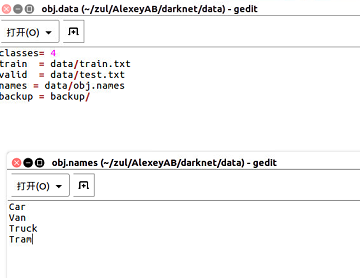 obj.data (~/zul/AlexeyAB/darknet/data) - gedit
打开(O)
classes= 4
train  = data/train.txt
valid  = data/test.txt
names = data/obj.names
backup = backup/
obj.names (~/zul/AlexeyAB/darknet/data) - gedit
打开(O)
Car
Van
Truck
Tram